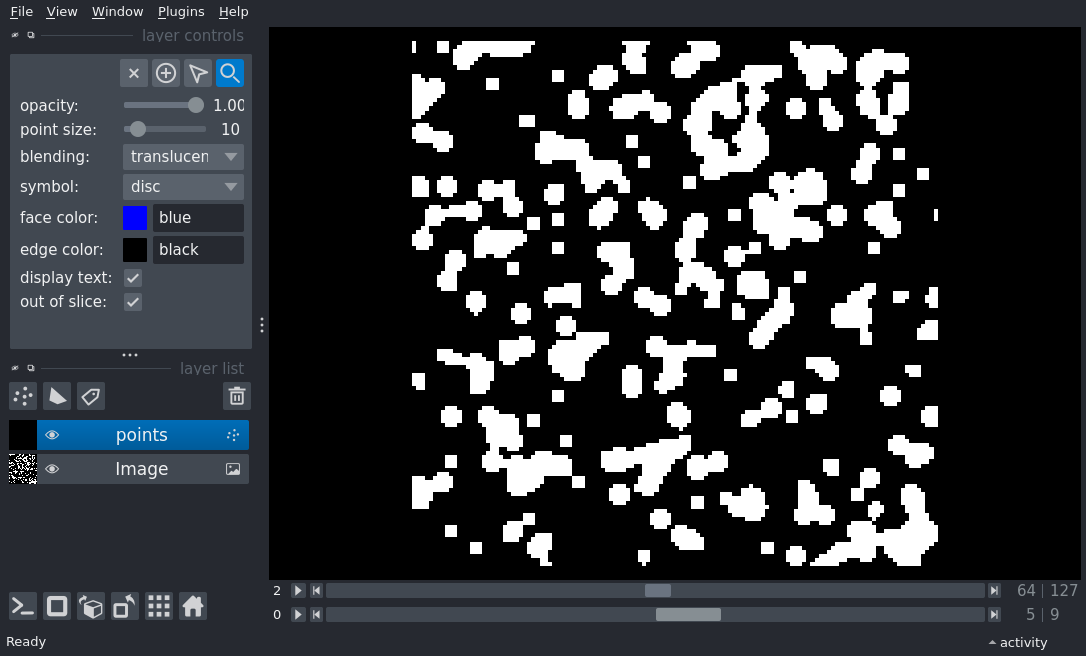 File View Window Plugins Help
layer controls
opacity: 1.00
point size: 10
blending: translucen
symbol: disc
face color: blue
edge color: black
display text:
out of slice:
layer list
points
Image
2 64 127
0 5 9
Ready activity